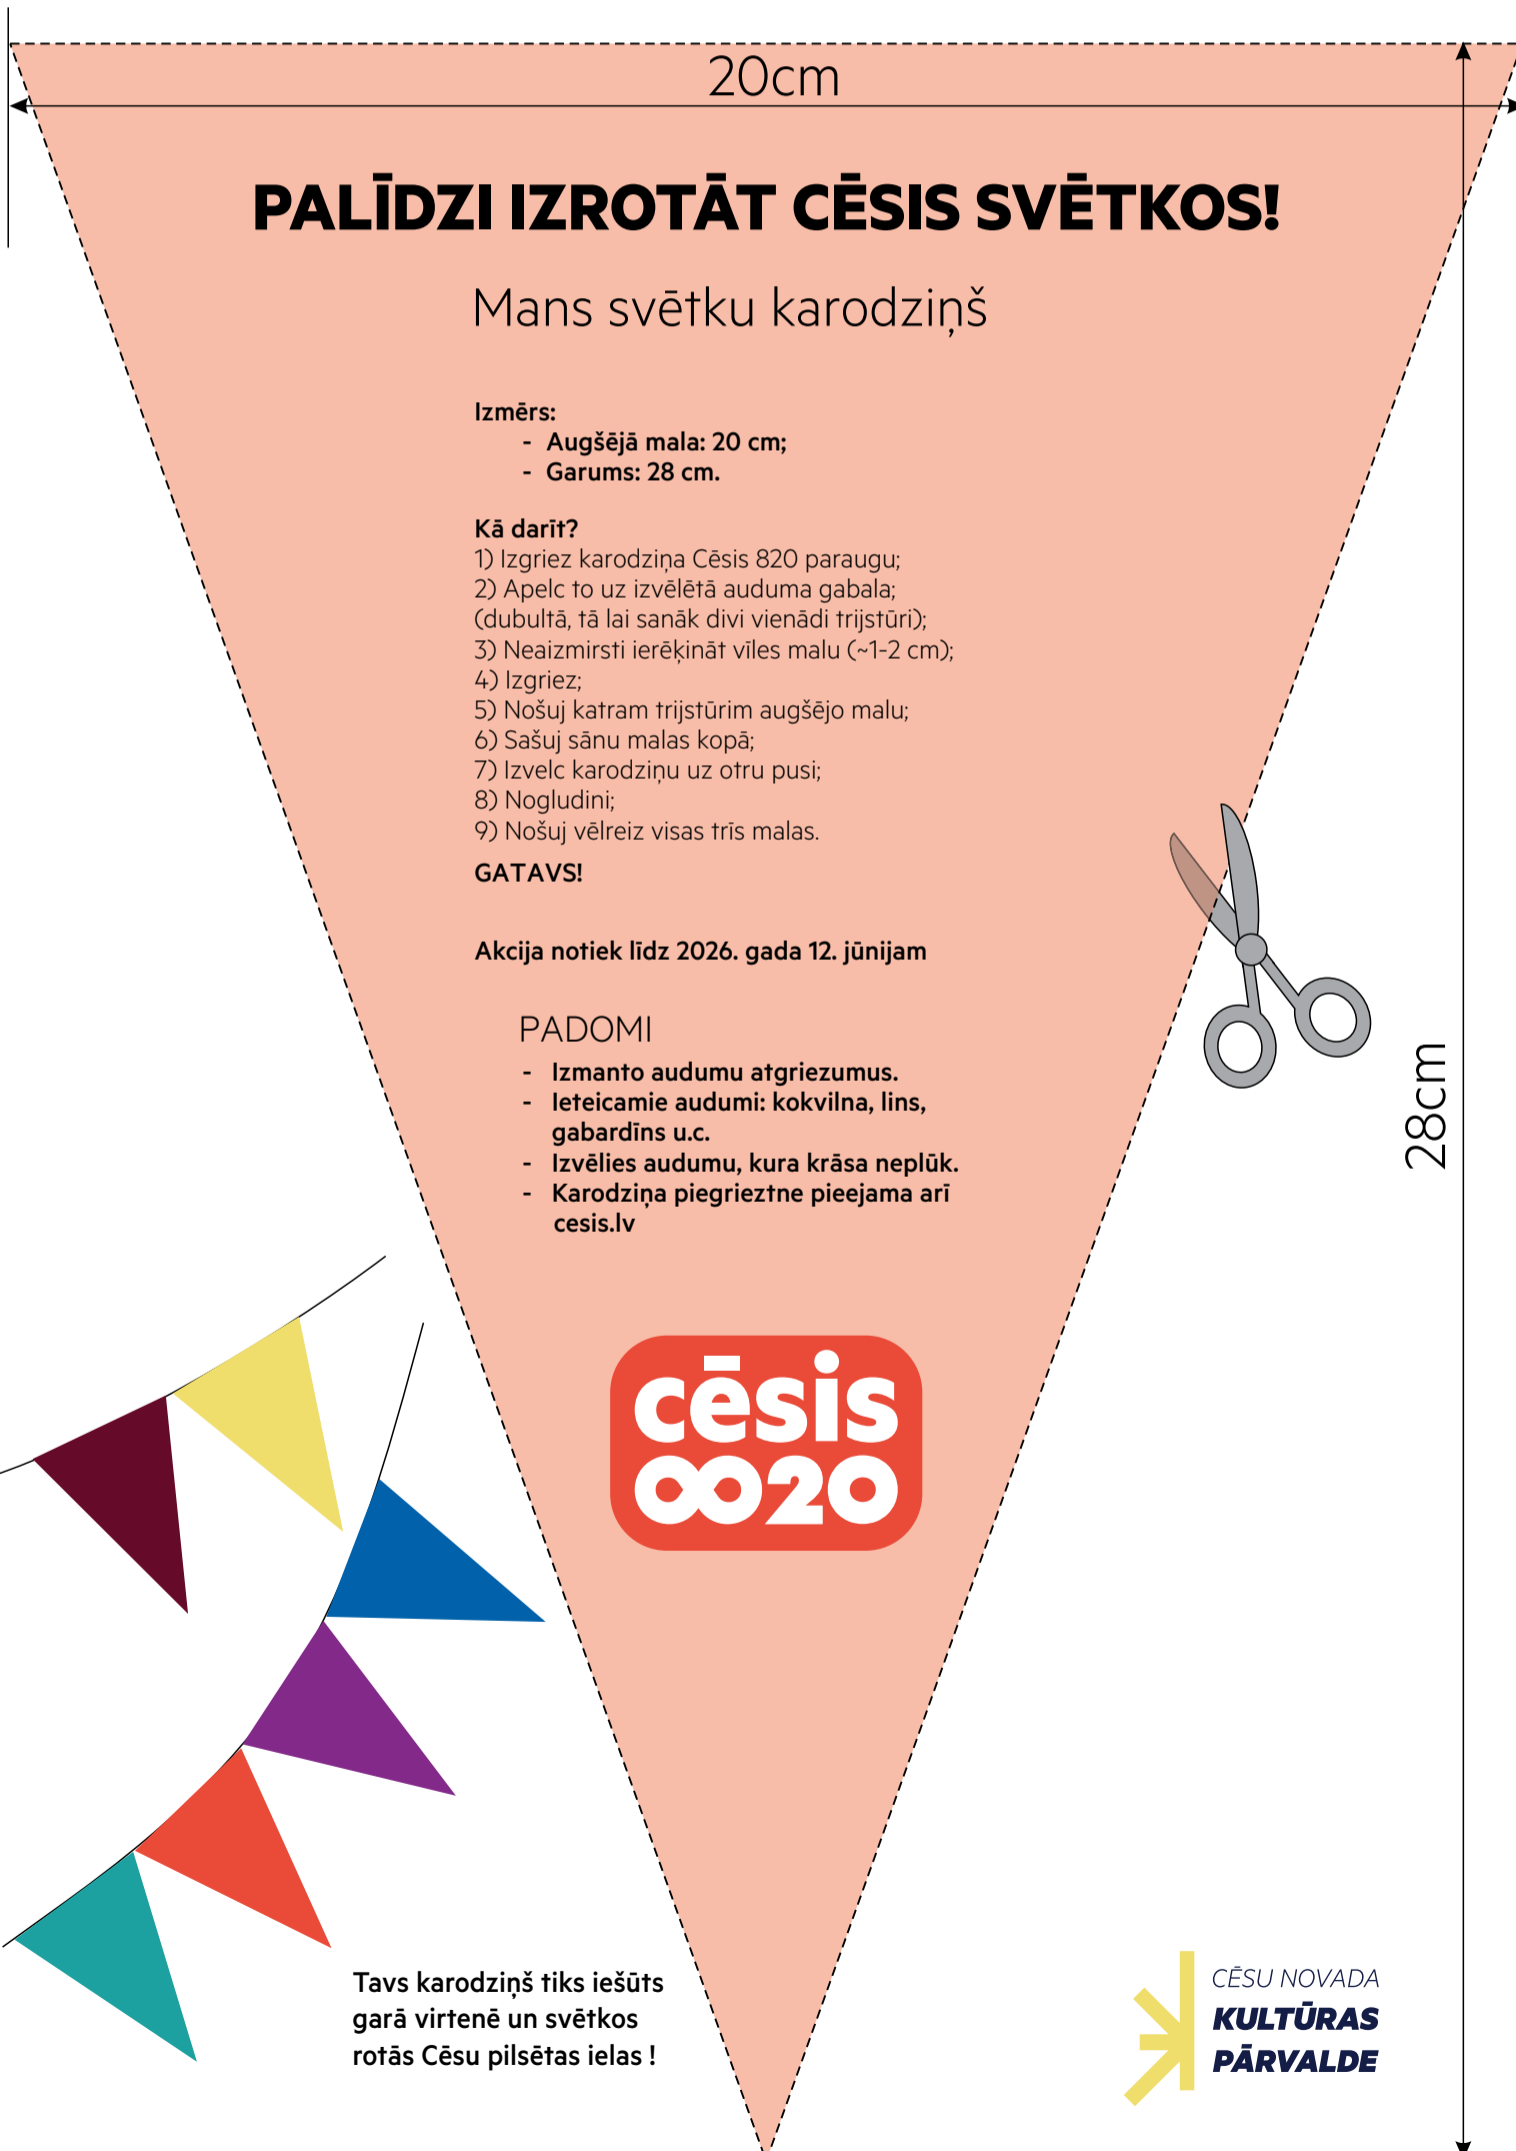 20cm
PALĪDZI IZROTĀT CĒSIS SVĒTKOS!
Mans svētku karodziņš
Izmērs:
- Augšējā mala: 20 cm;
- Garums: 28 cm.
Kā darīt?
1) Izgriez karodziņa Cēsis 820 paraugu;
2) Apelc to uz izvēlētā auduma gabala;
(dubultā, tā lai sanāk divi vienādi trijstūri);
3) Neaizmirsti ierēķināt vīles malu (~1-2 cm);
4) Izgriez;
5) Nošuj katram trijstūrim augšējo malu;
6) Sašuj sānu malas kopā;
7) Izvelc karodziņu uz otru pusi;
8) Nogludini;
9) Nošuj vēlreiz visas trīs malas.
GATAVS!
Akcija notiek līdz 2026. gada 12. jūnijam
PADOMI
- Izmanto audumu atgriezumus.
- Ieteicamie audumi: kokvilna, lins,
gabardīns u.c.
- Izvēlies audumu, kura krāsa neplūk.
- Karodziņa piegrieztne pieejama arī
cesis.lv
28cm
cēsis
820
Tavs karodziņš tiks iešūts
garā virtenē un svētkos
rotās Cēsu pilsētas ielas !
CĒSU NOVADA
KULTŪRAS
PĀRVALDE